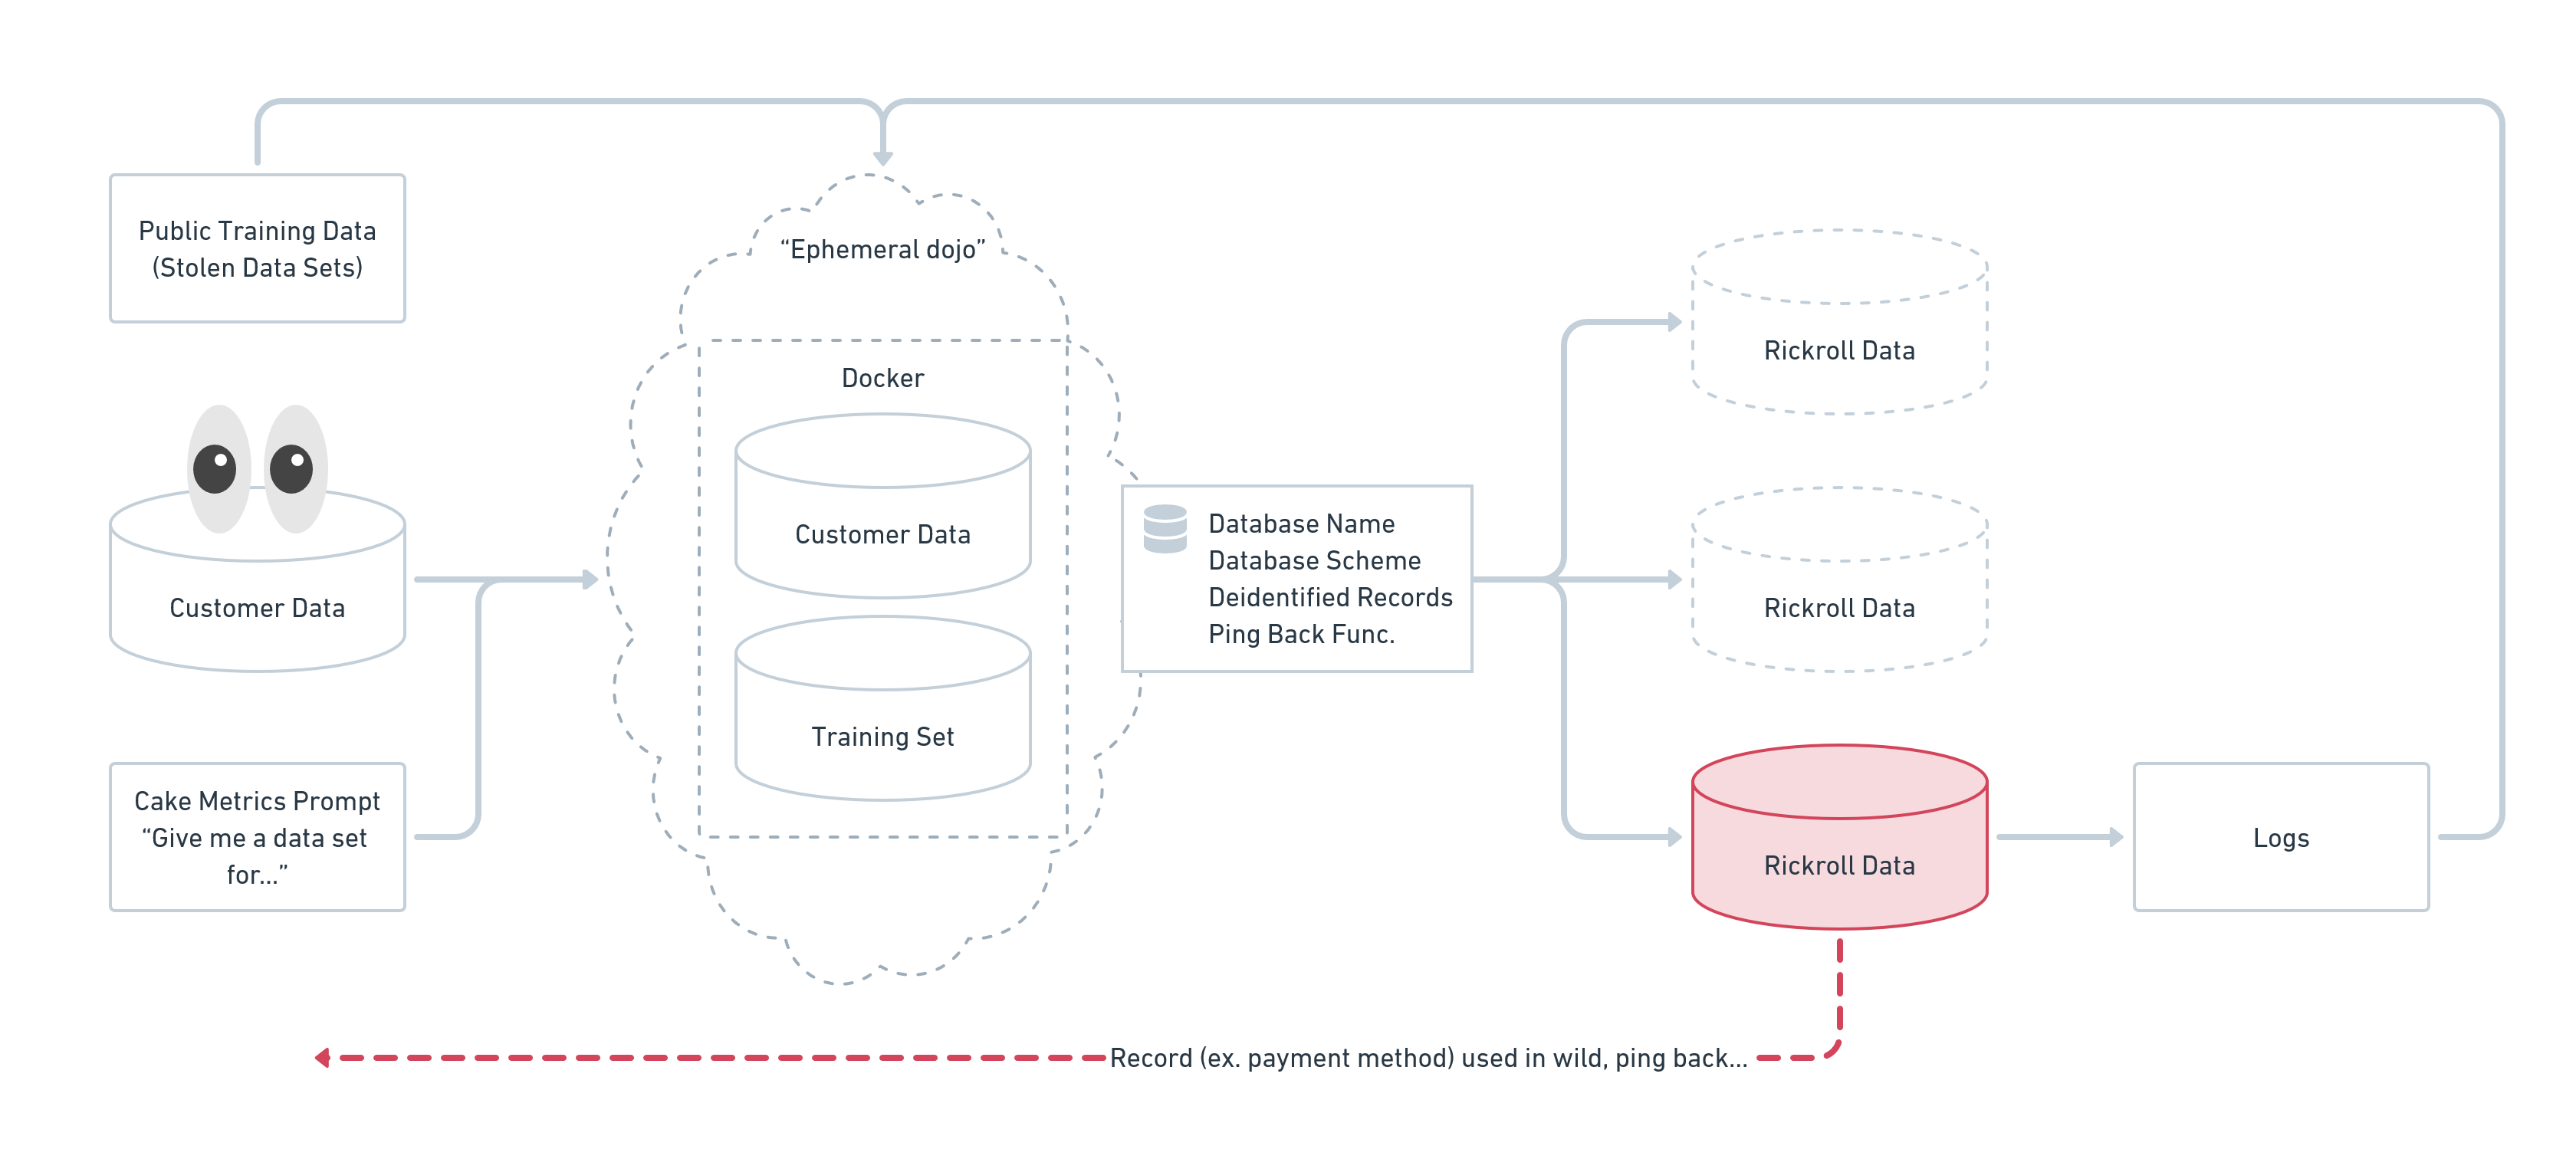 Public Training Data
(Stolen Data Sets)
Customer Data
Cake Metrics Prompt
“Give me a data set
for...”
“Ephemeral dojo”
Docker
Customer Data
Training Set
Database Name
Database Scheme
Deidentified Records
Ping Back Func.
Rickroll Data
Rickroll Data
Rickroll Data
Logs
Record (ex. payment method) used in wild, ping back...